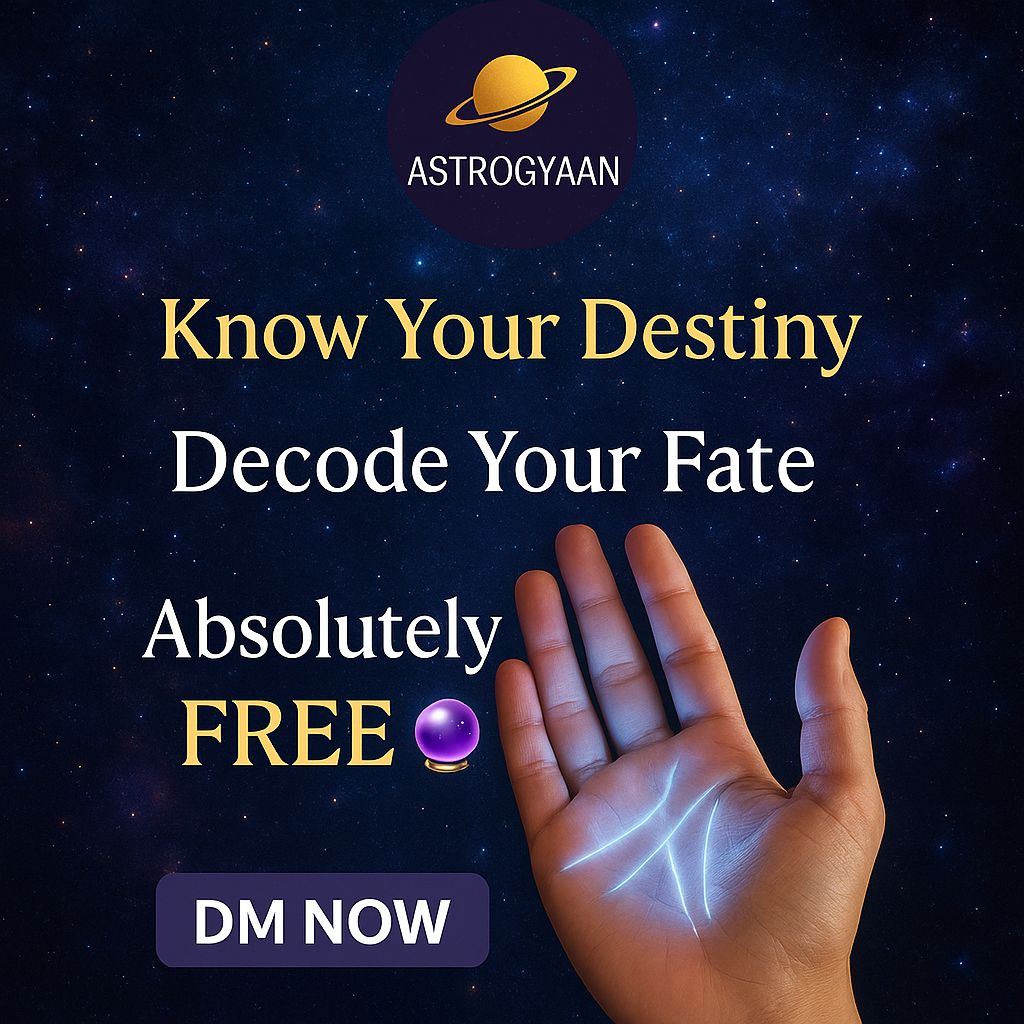 ASTROGYAAN
Know Your Destiny
Decode Your Fate
Absolutely
FREE🔮
DM NOW